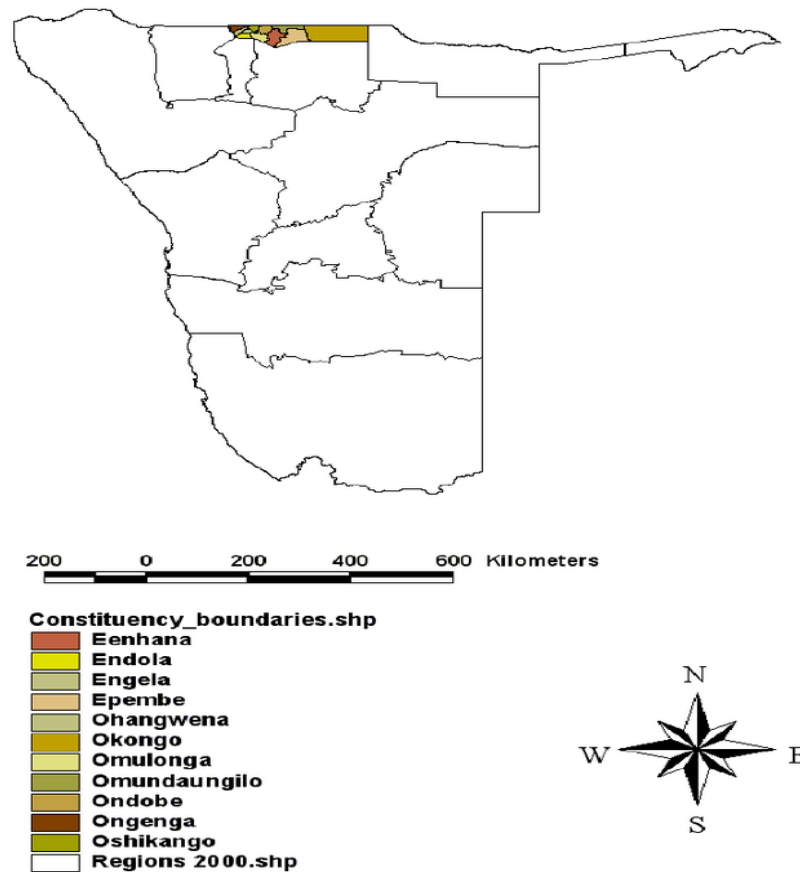 200 0 200 400 600 Kilometers
Constituency_boundaries.shp
Eenhana
Endola
Engela
Epembe
Ohangwena
Okongo
Omulonga
Omundaungilo
Ondobe
Ongenga
Oshikango
Regions 2000.shp
N
W E
S